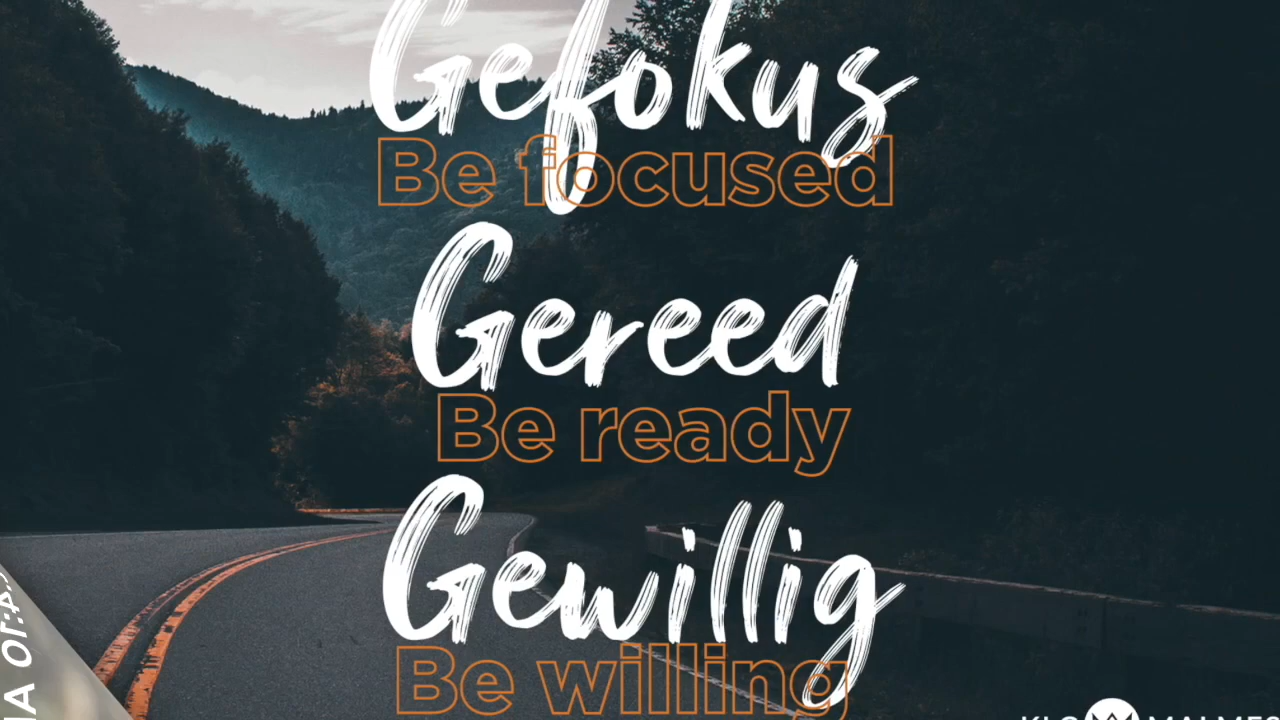 Gefokus
Be focused
Gereed
Be ready
Gewillig
Be willing